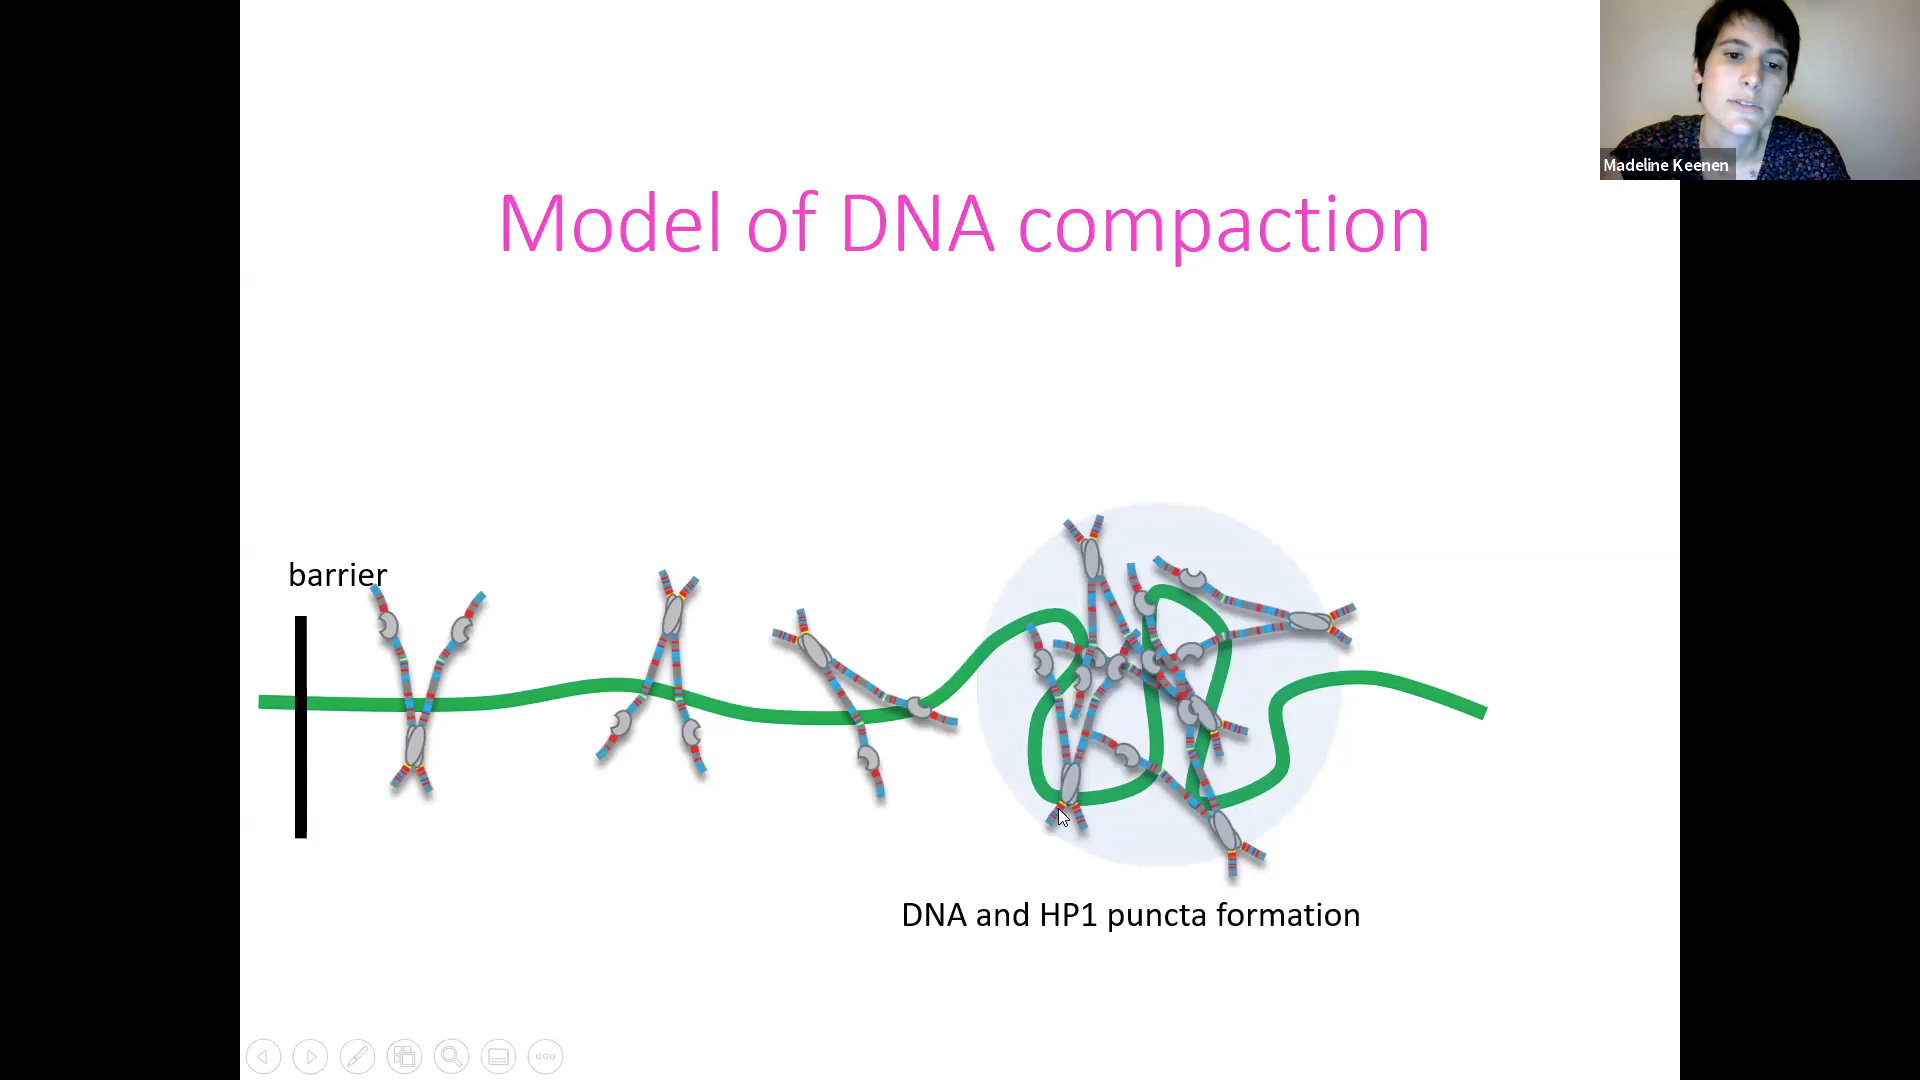 Madeline Keenen
Model of DNA compaction
barrier
DNA and HP1 puncta formation